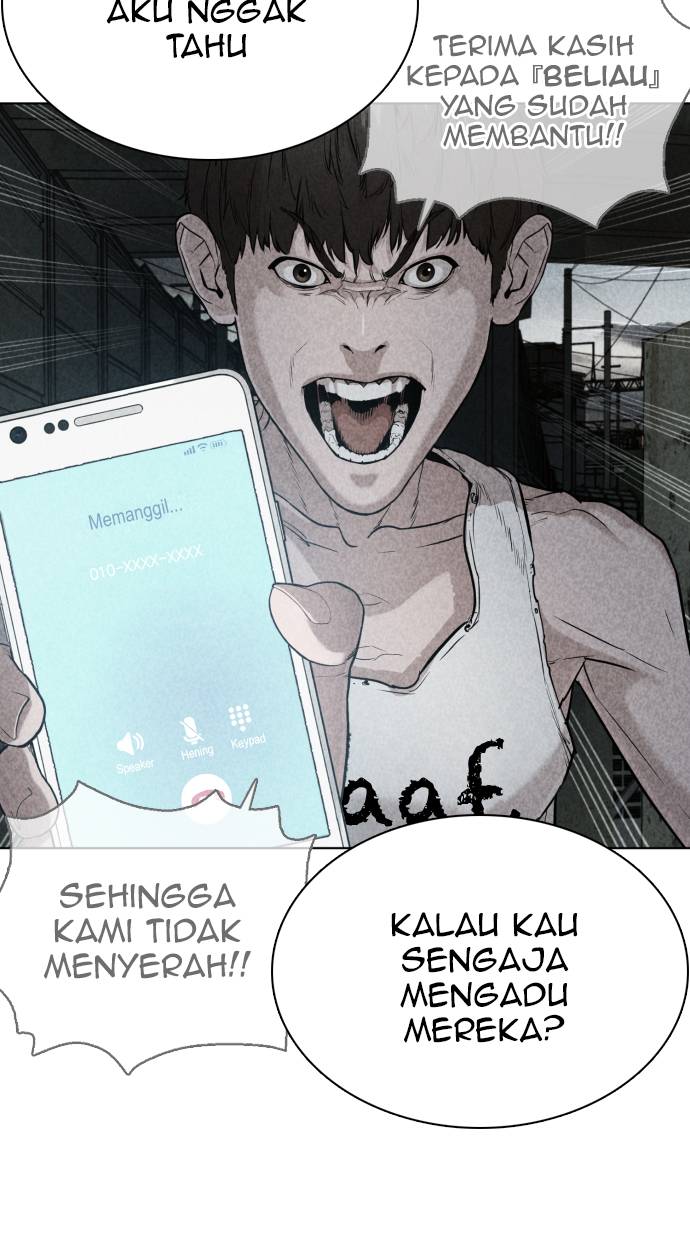 AKU NGGAK
TAHU
TERIMA KASIH
KEPADA『BELIAU』
YANG SUDAH
MEMBANTU!!
Memanggil...
010-XXXX-XXXX
Speaker
Hening
Keypad
aaf.
SEHINGGA
KAMI TIDAK
MENYERAH!!
KALAU KAU
SENGAJA
MENGADU
MEREKA?